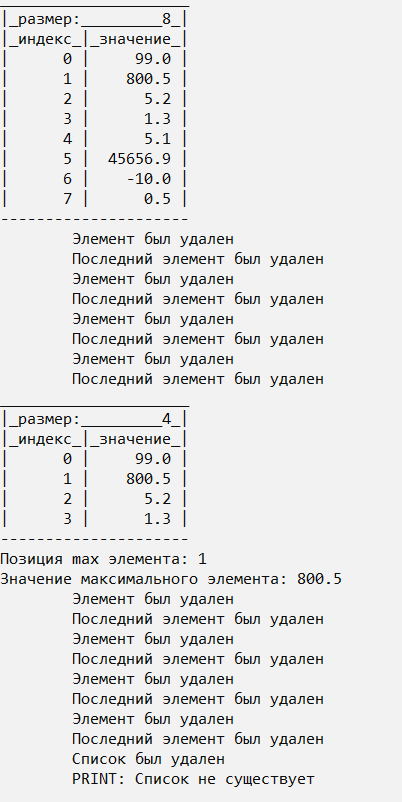 _____________________
|_размер:_________8_|
|_индекс_|_значение_|
|      0 |     99.0 |
|      1 |    800.5 |
|      2 |      5.2 |
|      3 |      1.3 |
|      4 |      5.1 |
|      5 |  45656.9 |
|      6 |    -10.0 |
|      7 |      0.5 |
---------------------
        Элемент был удален
        Последний элемент был удален
        Элемент был удален
        Последний элемент был удален
        Элемент был удален
        Последний элемент был удален
        Элемент был удален
        Последний элемент был удален
_____________________
|_размер:_________4_|
|_индекс_|_значение_|
|      0 |     99.0 |
|      1 |    800.5 |
|      2 |      5.2 |
|      3 |      1.3 |
---------------------
Позиция max элемента: 1
Значение максимального элемента: 800.5
        Элемент был удален
        Последний элемент был удален
        Элемент был удален
        Последний элемент был удален
        Элемент был удален
        Последний элемент был удален
        Элемент был удален
        Последний элемент был удален
        Список был удален
        PRINT: Список не существует